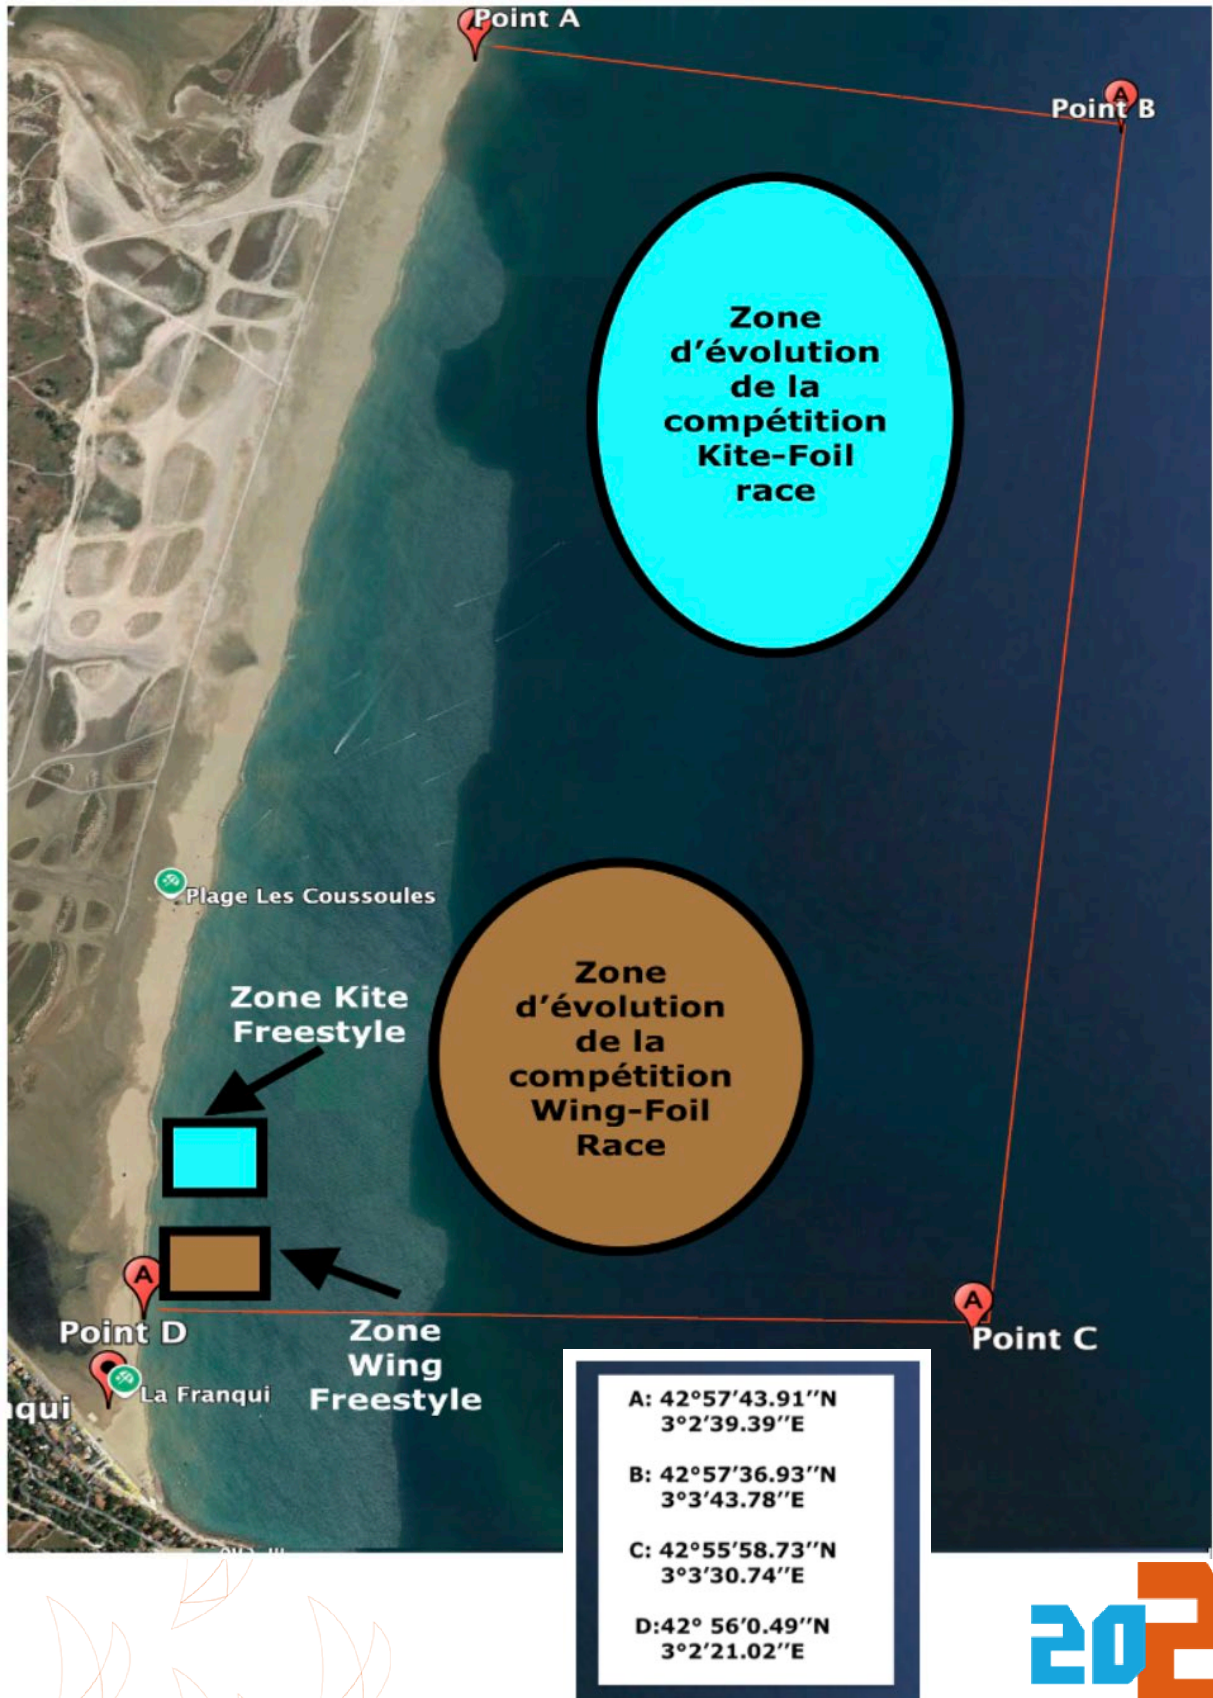 Point A
A
A
Point B
Zone
d'évolution
de la
compétition
Kite-Foil
race
Plage Les Coussoules
Zone Kite
Freestyle
Zone
d'évolution
de la
compétition
Wing-Foil
Race
A
Point D
A
Point C
Zone
Wing
Freestyle
La Franqui
nqui
A: 42°57'43.91''N
3°2'39.39''E
B: 42°57'36.93''N
3°3'43.78''E
C: 42°55'58.73''N
3°3'30.74''E
D:42° 56'0.49''N
3°2'21.02''E
202